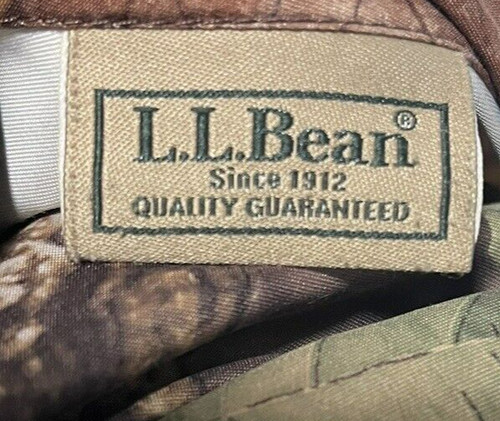 L.L.Bean®
Since 1912
QUALITY GUARANTEED